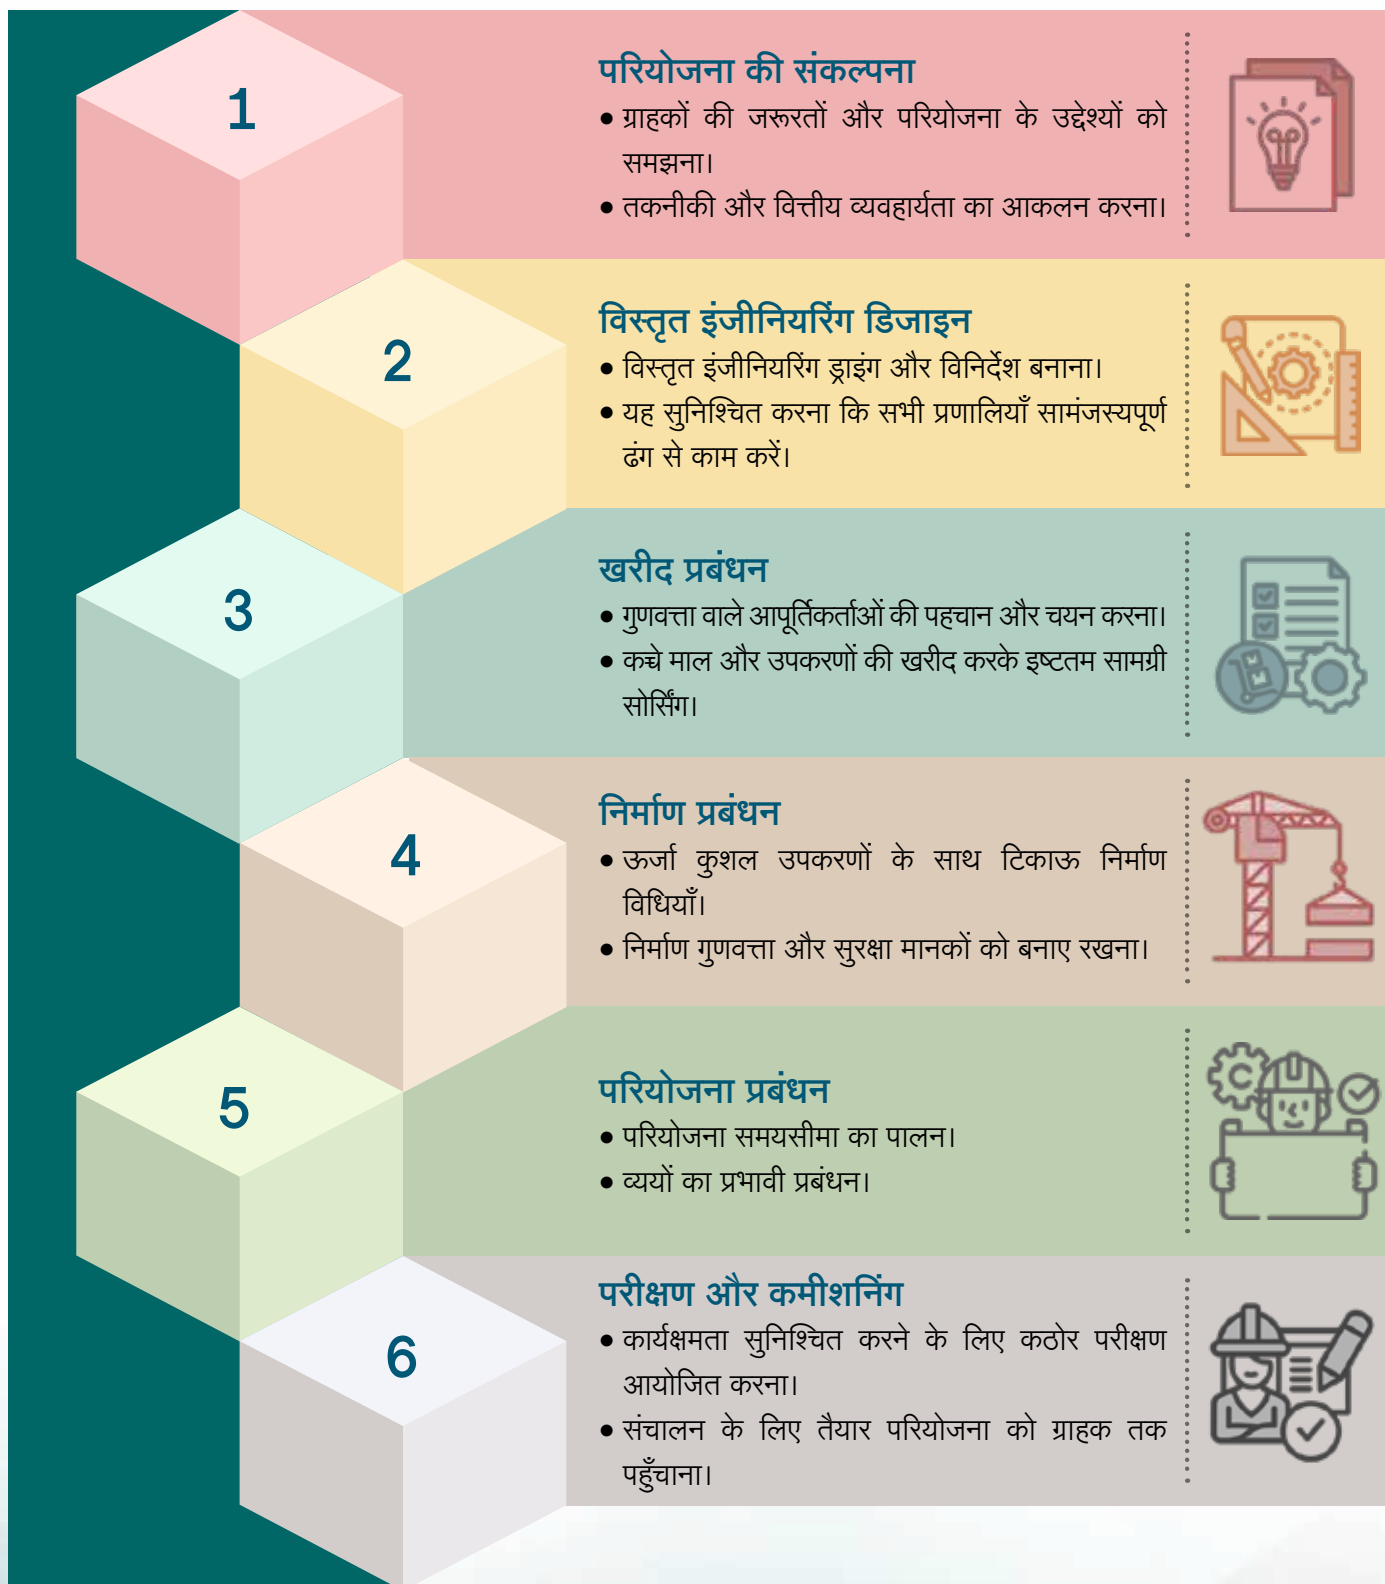 1
परियोजना की संकल्पना
• ग्राहकों की जरूरतों और परियोजना के उद्देश्यों को
समझना।
• तकनीकी और वित्तीय व्यवहार्यता का आकलन करना।
2
विस्तृत इंजीनियरिंग डिजाइन
• विस्तृत इंजीनियरिंग ड्राइंग और विनिर्देश बनाना।
• यह सुनिश्चित करना कि सभी प्रणालियाँ सामंजस्यपूर्ण
ढंग से काम करें।
3
खरीद प्रबंधन
• गुणवत्ता वाले आपूर्तिकर्ताओं की पहचान और चयन करना।
• कच्चे माल और उपकरणों की खरीद करके इष्टतम सामग्री
सोर्सिंग।
4
निर्माण प्रबंधन
• ऊर्जा कुशल उपकरणों के साथ टिकाऊ निर्माण
विधियाँ।
• निर्माण गुणवत्ता और सुरक्षा मानकों को बनाए रखना।
5
परियोजना प्रबंधन
• परियोजना समयसीमा का पालन।
• व्ययों का प्रभावी प्रबंधन।
6
परीक्षण और कमीशनिंग
• कार्यक्षमता सुनिश्चित करने के लिए कठोर परीक्षण
आयोजित करना।
• संचालन के लिए तैयार परियोजना को ग्राहक तक
पहुँचाना।